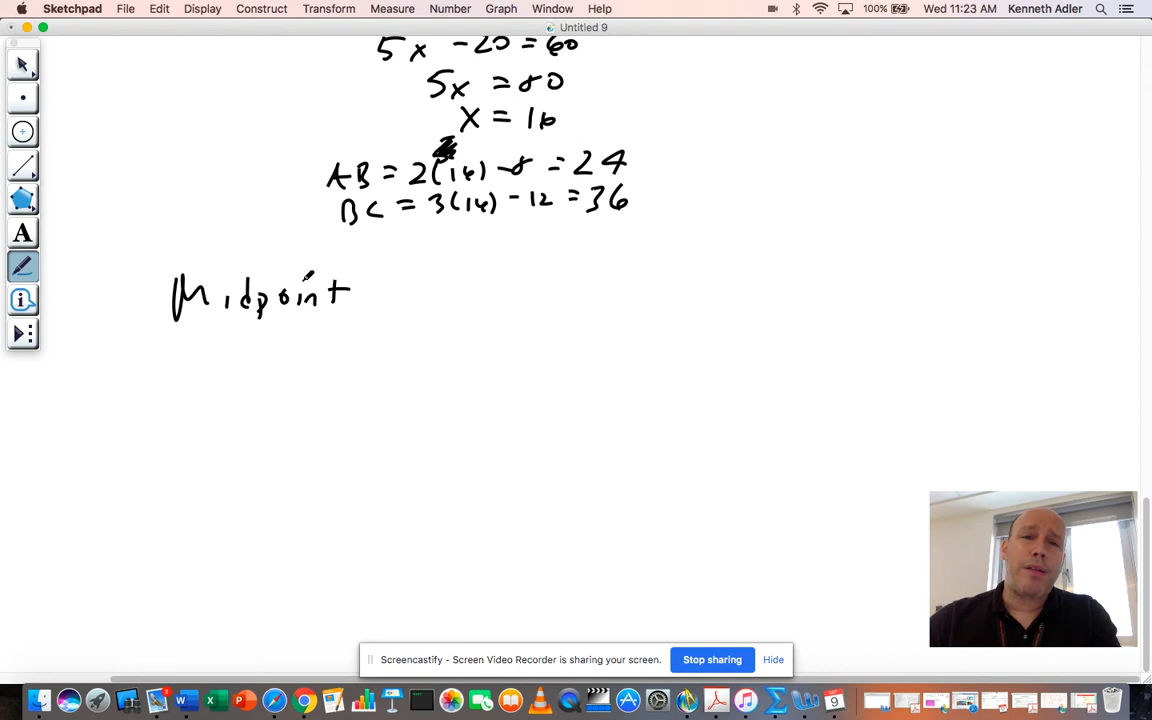 Sketchpad File Edit Display Construct Transform Measure Number Graph Window Help 100% Wed 11:23 AM Kenneth Adler
Untitled 9
5x - 20 = 60
5x = 80
x = 16
AB = 2(16) - 8 = 24
BC = 3(16) - 12 = 36
Midpoint
A
Screencastify - Screen Video Recorder is sharing your screen. Stop sharing Hide